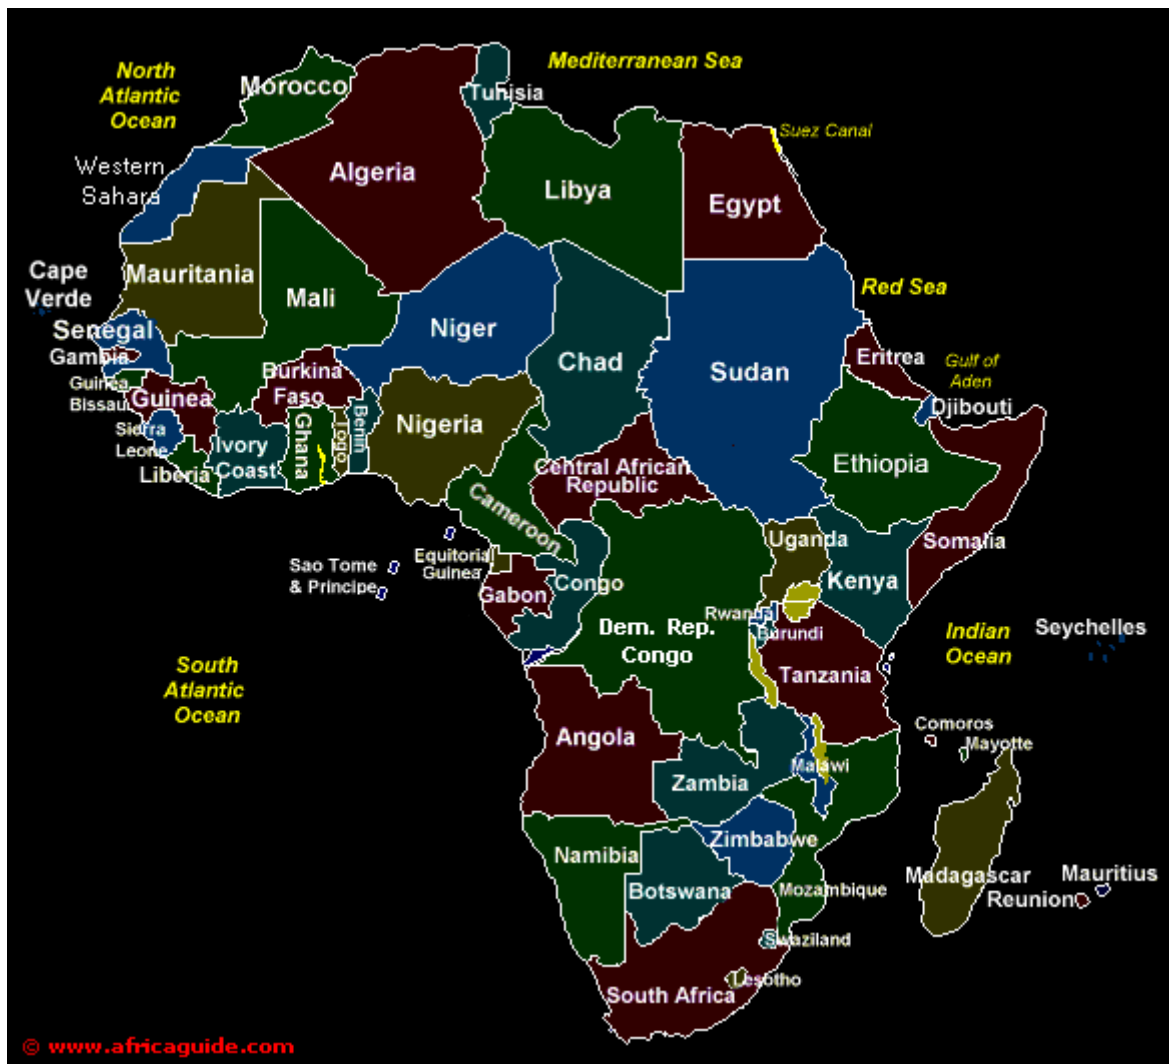 Mediterranean Sea
North
Atlantic
Ocean
Morocco
Tunisia
Suez Canal
Western
Sahara
Algeria
Libya
Egypt
Cape
Verde
Mauritania
Mali
Niger
Chad
Sudan
Red Sea
Senegal
Gambia
Guinea
Bissau
Guinea
Burkina
Faso
Eritrea
Gulf of
Aden
Djibouti
Sierra
Leone
Liberia
Ivory
Coast
Ghana
Togo
Benin
Nigeria
Central African
Republic
Ethiopia
Cameroon
Somalia
Uganda
Kenya
Sao Tome
& Principe
Equitorial
Guinea
Gabon
Congo
Rwanda
Burundi
Dem. Rep.
Congo
Tanzania
Indian
Ocean
Seychelles
South
Atlantic
Ocean
Angola
Zambia
Malawi
Comoros
Mayotte
Namibia
Zimbabwe
Botswana
Mozambique
Madagascar
Mauritius
Reunion
Swaziland
Lesotho
South Africa
© www.africaguide.com